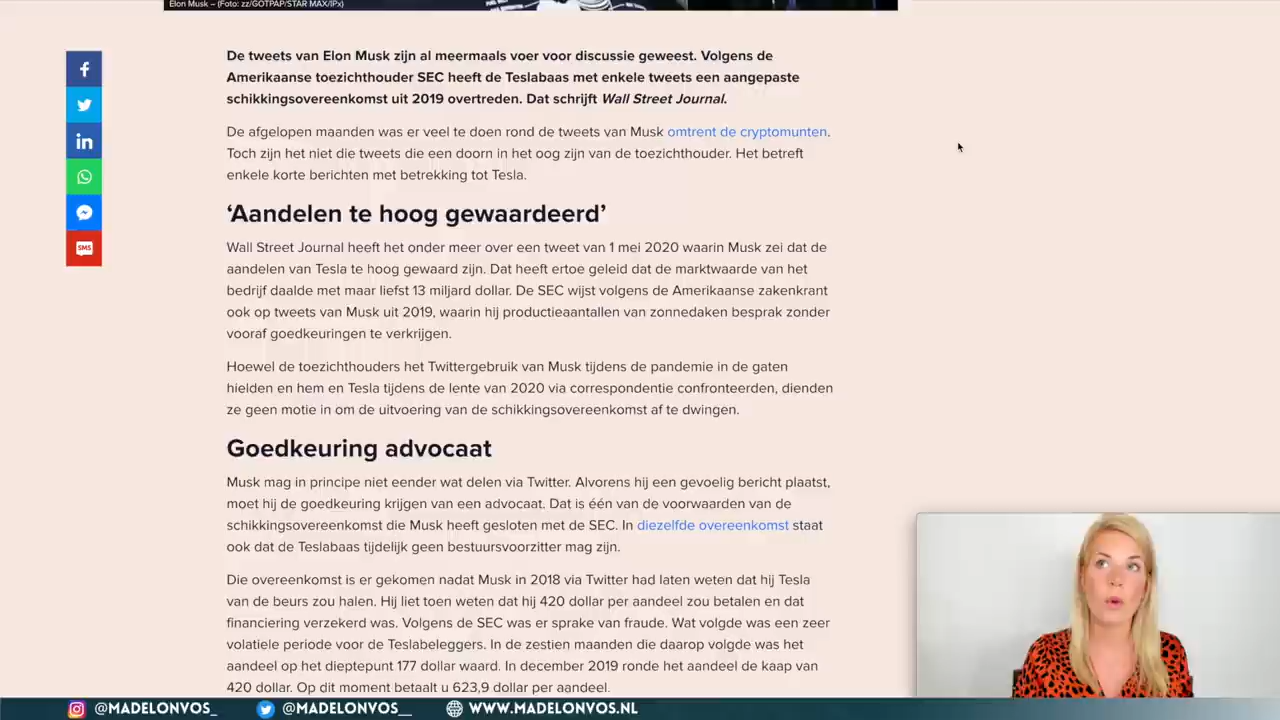 Elon Musk – (Foto: zz/GOTPAP/STAR MAX/IPx)
De tweets van Elon Musk zijn al meermaals voer voor discussie geweest. Volgens de
Amerikaanse toezichthouder SEC heeft de Teslabaas met enkele tweets een aangepaste
schikkingsovereenkomst uit 2019 overtreden. Dat schrijft Wall Street Journal.
De afgelopen maanden was er veel te doen rond de tweets van Musk omtrent de cryptomunten.
Toch zijn het niet die tweets die een doorn in het oog zijn van de toezichthouder. Het betreft
enkele korte berichten met betrekking tot Tesla.
‘Aandelen te hoog gewaardeerd’
Wall Street Journal heeft het onder meer over een tweet van 1 mei 2020 waarin Musk zei dat de
aandelen van Tesla te hoog gewaard zijn. Dat heeft ertoe geleid dat de marktwaarde van het
bedrijf daalde met maar liefst 13 miljard dollar. De SEC wijst volgens de Amerikaanse zakenkrant
ook op tweets van Musk uit 2019, waarin hij productieaantallen van zonnedaken besprak zonder
vooraf goedkeuringen te verkrijgen.
Hoewel de toezichthouders het Twittergebruik van Musk tijdens de pandemie in de gaten
hielden en hem en Tesla tijdens de lente van 2020 via correspondentie confronteerden, dienden
ze geen motie in om de uitvoering van de schikkingsovereenkomst af te dwingen.
Goedkeuring advocaat
Musk mag in principe niet eender wat delen via Twitter. Alvorens hij een gevoelig bericht plaatst,
moet hij de goedkeuring krijgen van een advocaat. Dat is één van de voorwaarden van de
schikkingsovereenkomst die Musk heeft gesloten met de SEC. In diezelfde overeenkomst staat
ook dat de Teslabaas tijdelijk geen bestuursvoorzitter mag zijn.
Die overeenkomst is er gekomen nadat Musk in 2018 via Twitter had laten weten dat hij Tesla
van de beurs zou halen. Hij liet toen weten dat hij 420 dollar per aandeel zou betalen en dat
financiering verzekerd was. Volgens de SEC was er sprake van fraude. Wat volgde was een zeer
volatiele periode voor de Teslabeleggers. In de zestien maanden die daarop volgde was het
aandeel op het dieptepunt 177 dollar waard. In december 2019 ronde het aandeel de kaap van
420 dollar. Op dit moment betaalt u 623,9 dollar per aandeel.
SMS
@MADELONVOS_ @MADELONVOS__ WWW.MADELONVOS.NL